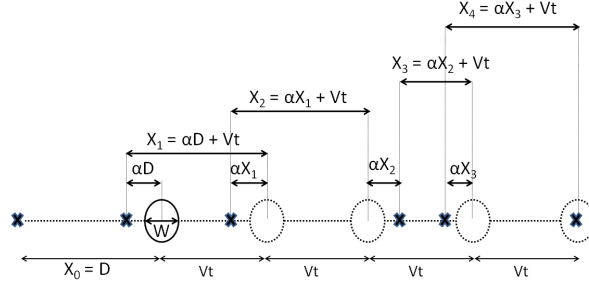 X₄ = αX₃ + Vt
X₃ = αX₂ + Vt
X₂ = αX₁ + Vt
X₁ = αD + Vt
αD
αX₁
αX₂
αX₃
W
X₀ = D
Vt
Vt
Vt
Vt